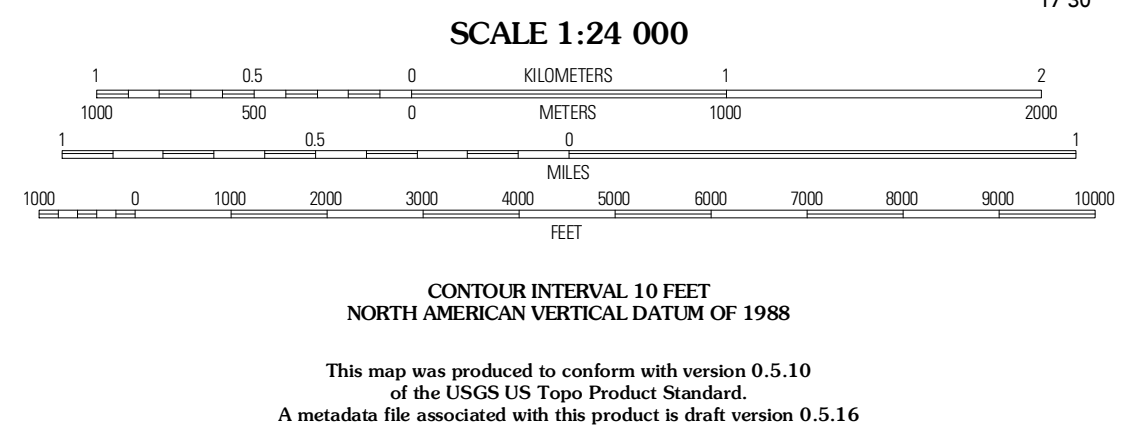 17 30
SCALE 1:24 000
1 0.5 0 KILOMETERS 1 2
1000 500 0 METERS 1000 2000
1 0.5 0 1
MILES
1000 0 1000 2000 3000 4000 5000 6000 7000 8000 9000 10000
FEET
CONTOUR INTERVAL 10 FEET
NORTH AMERICAN VERTICAL DATUM OF 1988
This map was produced to conform with version 0.5.10
of the USGS US Topo Product Standard.
A metadata file associated with this product is draft version 0.5.16